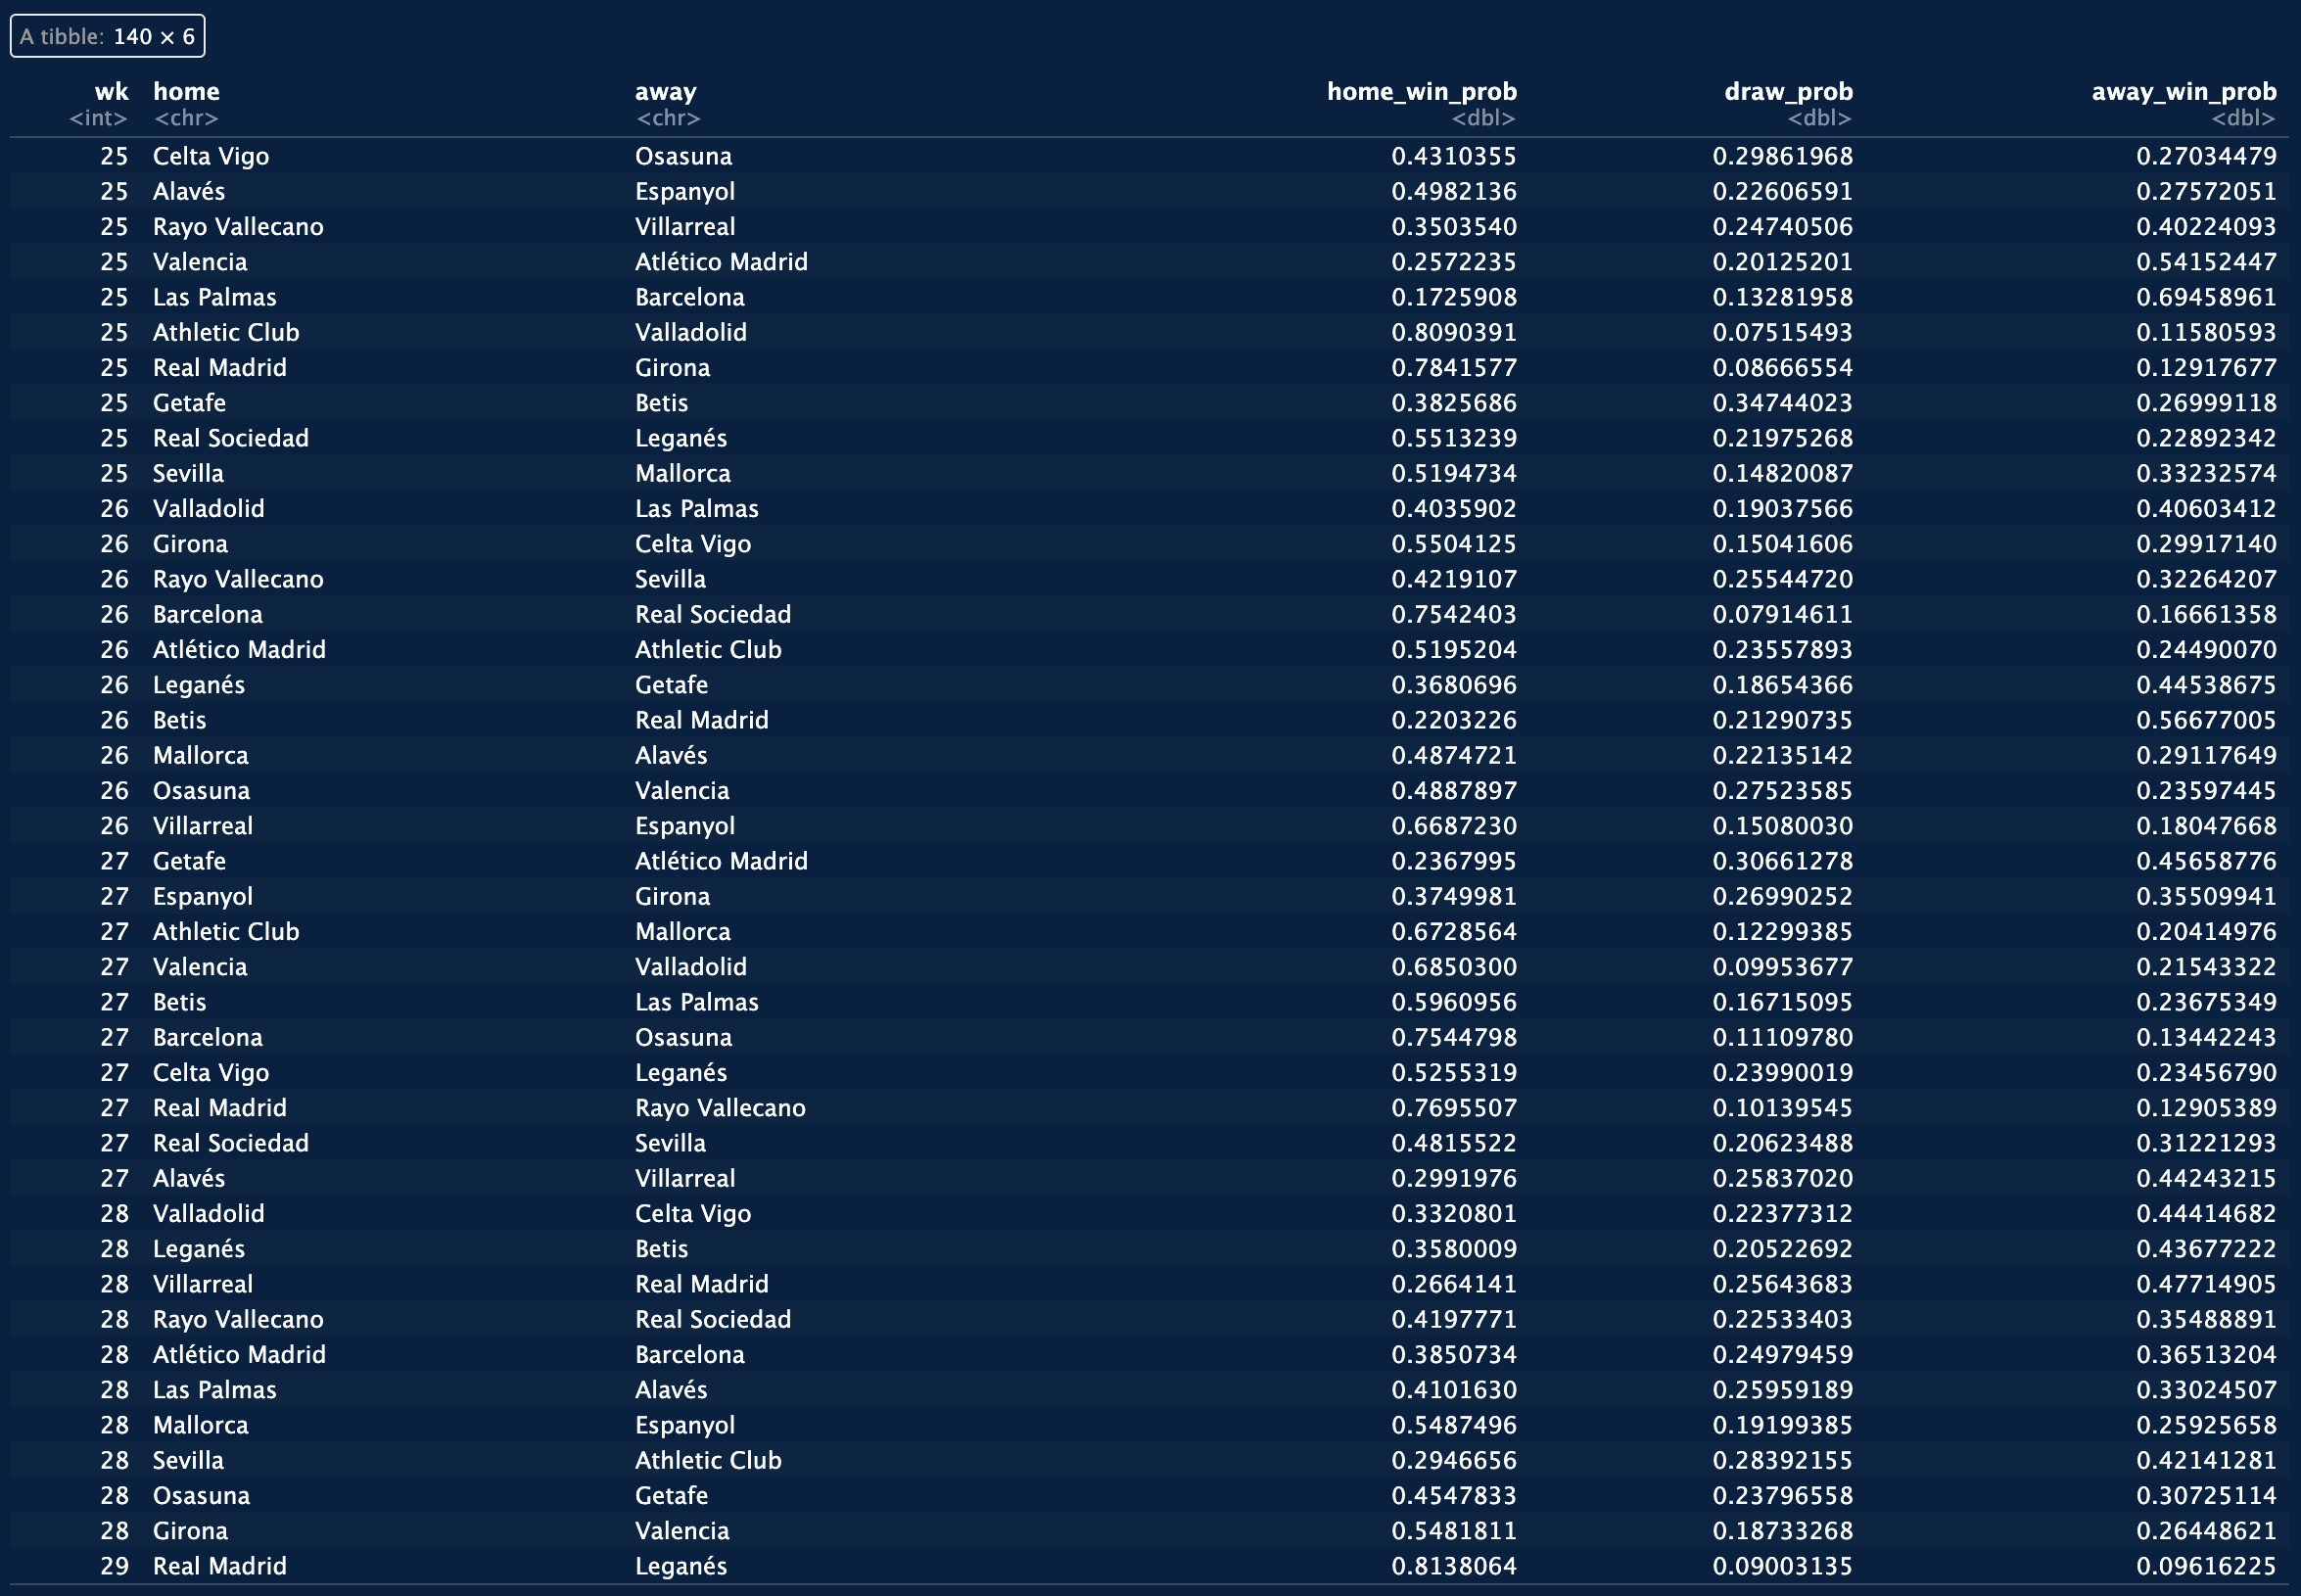 A tibble: 140 × 6
wk home away home_win_prob draw_prob away_win_prob
<int> <chr> <chr> <dbl> <dbl> <dbl>
25 Celta Vigo Osasuna 0.4310355 0.29861968 0.27034479
25 Alavés Espanyol 0.4982136 0.22606591 0.27572051
25 Rayo Vallecano Villarreal 0.3503540 0.24740506 0.40224093
25 Valencia Atlético Madrid 0.2572235 0.20125201 0.54152447
25 Las Palmas Barcelona 0.1725908 0.13281958 0.69458961
25 Athletic Club Valladolid 0.8090391 0.07515493 0.11580593
25 Real Madrid Girona 0.7841577 0.08666554 0.12917677
25 Getafe Betis 0.3825686 0.34744023 0.26999118
25 Real Sociedad Leganés 0.5513239 0.21975268 0.22892342
25 Sevilla Mallorca 0.5194734 0.14820087 0.33232574
26 Valladolid Las Palmas 0.4035902 0.19037566 0.40603412
26 Girona Celta Vigo 0.5504125 0.15041606 0.29917140
26 Rayo Vallecano Sevilla 0.4219107 0.25544720 0.32264207
26 Barcelona Real Sociedad 0.7542403 0.07914611 0.16661358
26 Atlético Madrid Athletic Club 0.5195204 0.23557893 0.24490070
26 Leganés Getafe 0.3680696 0.18654366 0.44538675
26 Betis Real Madrid 0.2203226 0.21290735 0.56677005
26 Mallorca Alavés 0.4874721 0.22135142 0.29117649
26 Osasuna Valencia 0.4887897 0.27523585 0.23597445
26 Villarreal Espanyol 0.6687230 0.15080030 0.18047668
27 Getafe Atlético Madrid 0.2367995 0.30661278 0.45658776
27 Espanyol Girona 0.3749981 0.26990252 0.35509941
27 Athletic Club Mallorca 0.6728564 0.12299385 0.20414976
27 Valencia Valladolid 0.6850300 0.09953677 0.21543322
27 Betis Las Palmas 0.5960956 0.16715095 0.23675349
27 Barcelona Osasuna 0.7544798 0.11109780 0.13442243
27 Celta Vigo Leganés 0.5255319 0.23990019 0.23456790
27 Real Madrid Rayo Vallecano 0.7695507 0.10139545 0.12905389
27 Real Sociedad Sevilla 0.4815522 0.20623488 0.31221293
27 Alavés Villarreal 0.2991976 0.25837020 0.44243215
28 Valladolid Celta Vigo 0.3320801 0.22377312 0.44414682
28 Leganés Betis 0.3580009 0.20522692 0.43677222
28 Villarreal Real Madrid 0.2664141 0.25643683 0.47714905
28 Rayo Vallecano Real Sociedad 0.4197771 0.22533403 0.35488891
28 Atlético Madrid Barcelona 0.3850734 0.24979459 0.36513204
28 Las Palmas Alavés 0.4101630 0.25959189 0.33024507
28 Mallorca Espanyol 0.5487496 0.19199385 0.25925658
28 Sevilla Athletic Club 0.2946656 0.28392155 0.42141281
28 Osasuna Getafe 0.4547833 0.23796558 0.30725114
28 Girona Valencia 0.5481811 0.18733268 0.26448621
29 Real Madrid Leganés 0.8138064 0.09003135 0.09616225